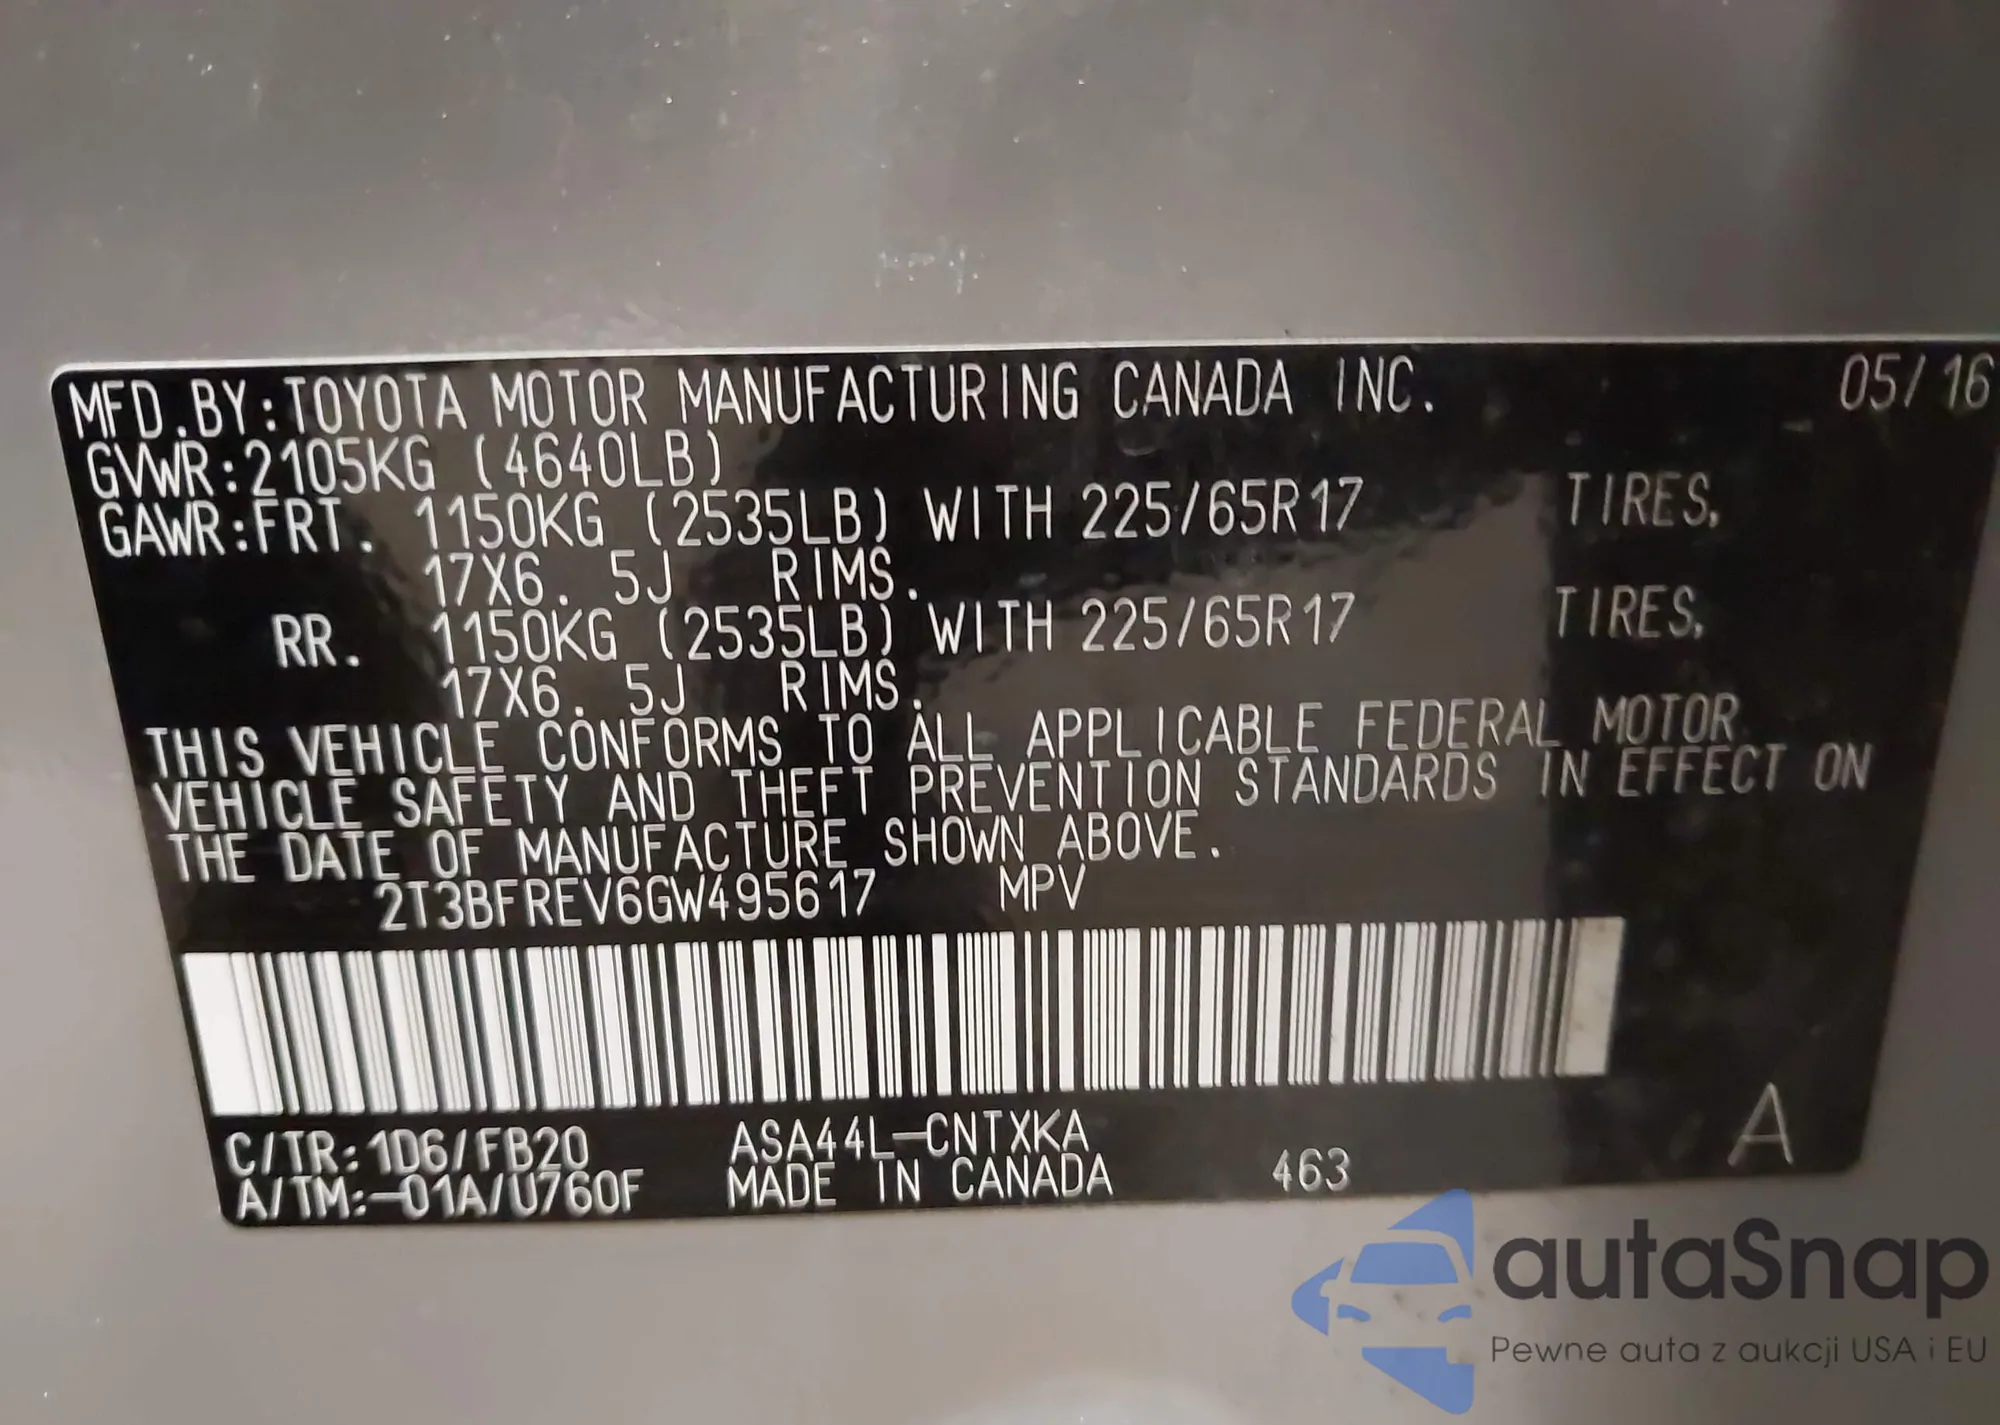 MFD.BY:TOYOTA MOTOR MANUFACTURING CANADA INC. 05/16
GVWR:2105KG (4640LB)
GAWR:FRT. 1150KG (2535LB) WITH 225/65R17 TIRES,
17X6.5J RIMS.
RR. 1150KG (2535LB) WITH 225/65R17 TIRES,
17X6.5J RIMS.
THIS VEHICLE CONFORMS TO ALL APPLICABLE FEDERAL MOTOR
VEHICLE SAFETY AND THEFT PREVENTION STANDARDS IN EFFECT ON
THE DATE OF MANUFACTURE SHOWN ABOVE.
2T3BFREV6GW495617 MPV
C/TR:1D6/FB20 ASA44L-CNTXKA
A/TM:-01A/U760F MADE IN CANADA 463 A
autaSnap
Pewne auta z aukcji USA i EU